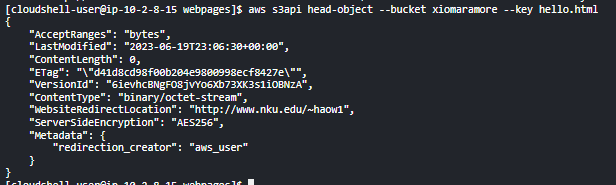 [cloudshell-user@ip-10-2-8-15 webpages]$ aws s3api head-object --bucket xiomaramore --key hello.html
{
    "AcceptRanges": "bytes",
    "LastModified": "2023-06-19T23:06:30+00:00",
    "ContentLength": 0,
    "ETag": "\"d41d8cd98f00b204e9800998ecf8427e\"",
    "VersionId": "6ievhcBNgFO8jvYo6Xb73XK3s1iOBNzA",
    "ContentType": "binary/octet-stream",
    "WebsiteRedirectLocation": "http://www.nku.edu/~haow1",
    "ServerSideEncryption": "AES256",
    "Metadata": {
        "redirection_creator": "aws_user"
    }
}
[cloudshell-user@ip-10-2-8-15 webpages]$